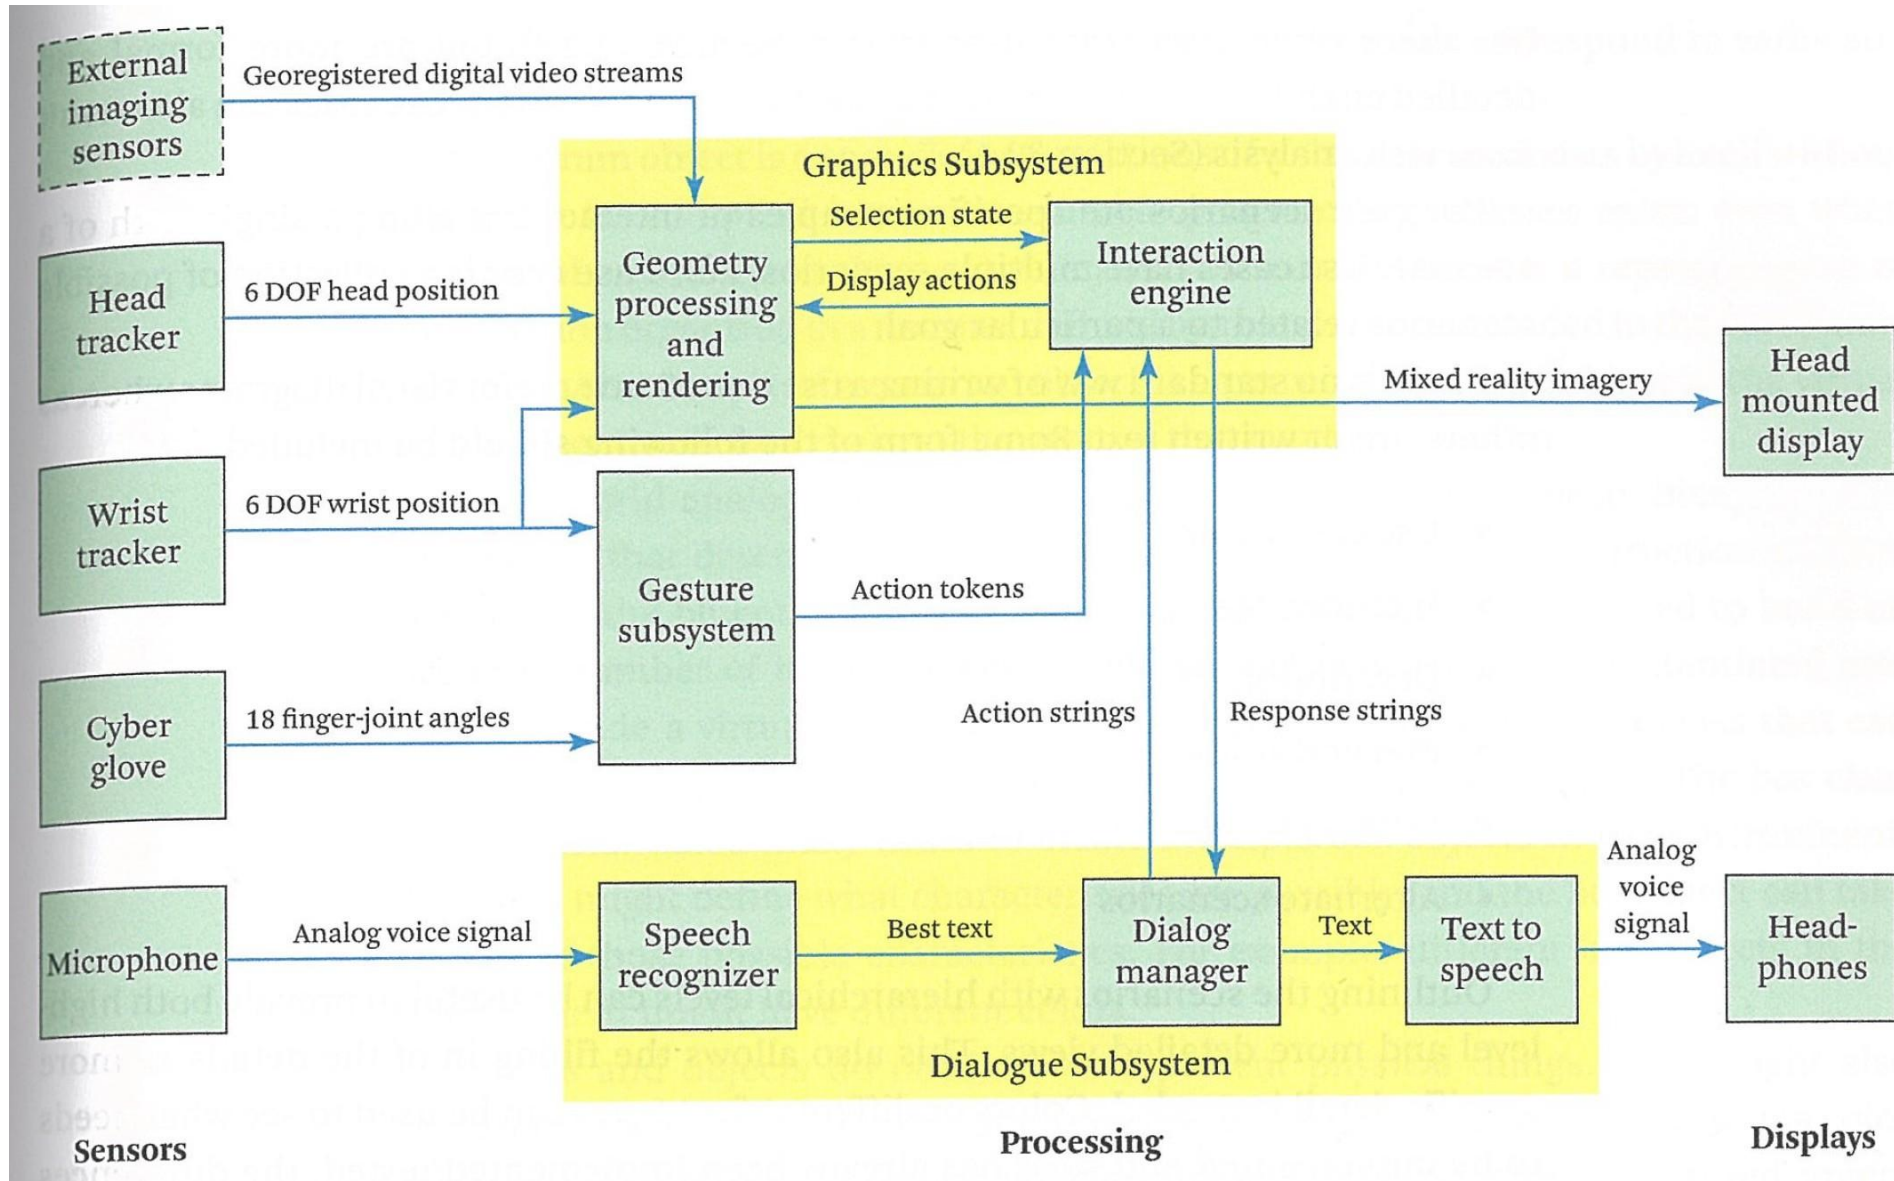 External
imaging
sensors
Georegistered digital video streams
Graphics Subsystem
Head
tracker
6 DOF head position
Geometry
processing
and
rendering
Selection state
Display actions
Interaction
engine
Mixed reality imagery
Head
mounted
display
Wrist
tracker
6 DOF wrist position
Gesture
subsystem
Action tokens
Cyber
glove
18 finger-joint angles
Action strings
Response strings
Microphone
Analog voice signal
Speech
recognizer
Best text
Dialog
manager
Text
Text to
speech
Analog
voice
signal
Head-
phones
Dialogue Subsystem
Sensors
Processing
Displays